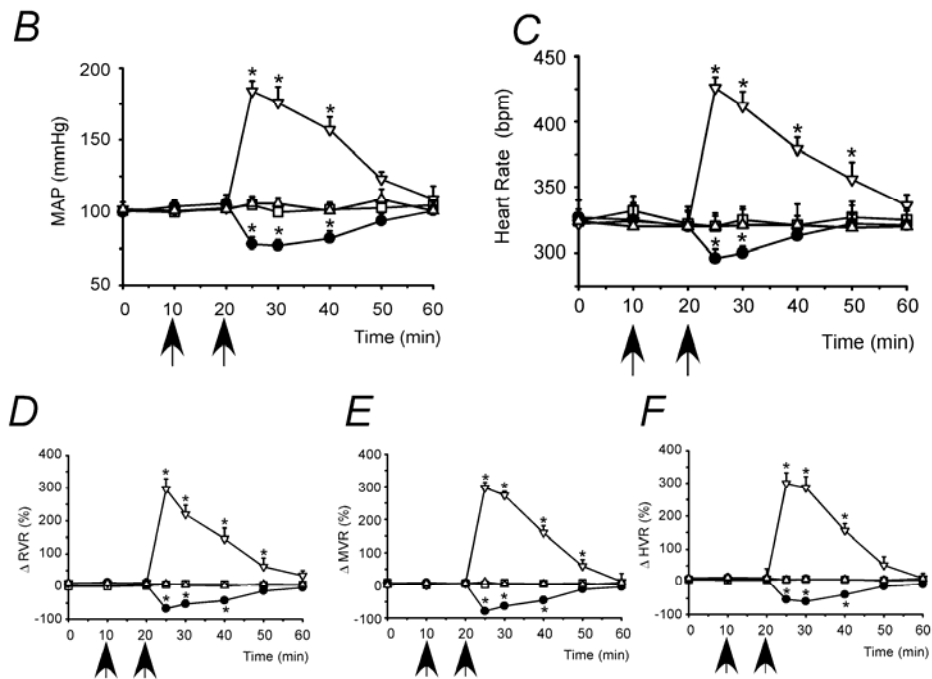 B
C
200
150
100
50
MAP (mmHg)
* * *
* * *
0 10 20 30 40 50 60
Time (min)
450
400
350
300
Heart Rate (bpm)
* * * *
* *
0 10 20 30 40 50 60
Time (min)
D
E
F
400
300
200
100
0
-100
Δ RVR (%)
* * * *
* * *
0 10 20 30 40 50 60
Time (min)
400
300
200
100
0
-100
Δ MVR (%)
* * * *
* * *
0 10 20 30 40 50 60
Time (min)
400
300
200
100
0
-100
Δ HVR (%)
* * *
* * *
0 10 20 30 40 50 60
Time (min)